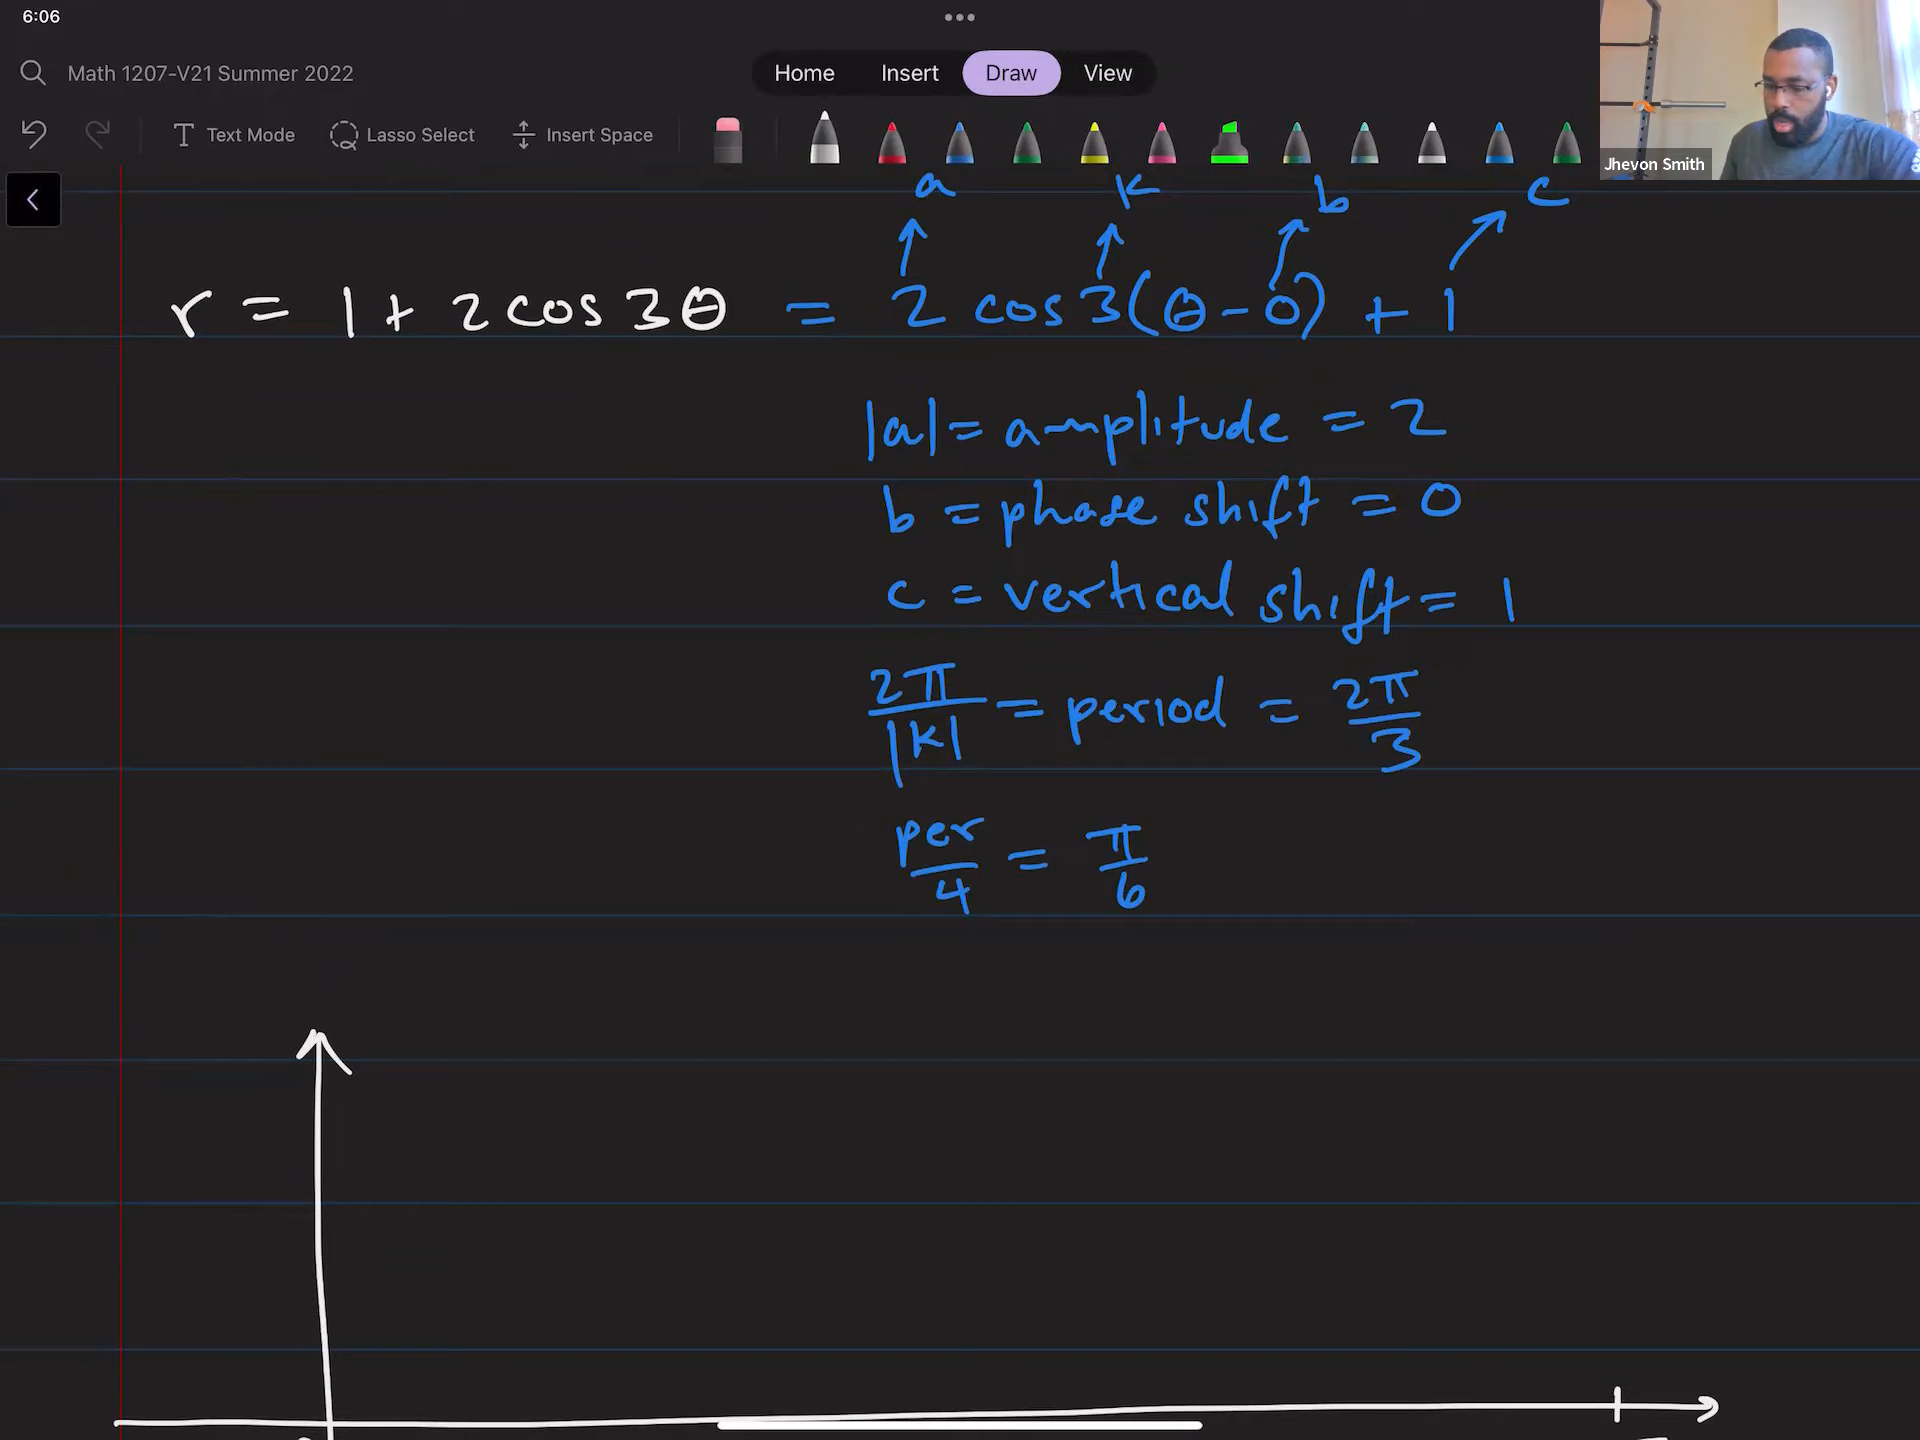 6:06
Math 1207-V21 Summer 2022
Home Insert Draw View
Text Mode Lasso Select Insert Space
Jhevon Smith
a k b c
r = 1 + 2 cos 3θ = 2 cos 3(θ - 0) + 1
|a| = amplitude = 2
b = phase shift = 0
c = vertical shift = 1
2π/|k| = period = 2π/3
per/4 = π/6